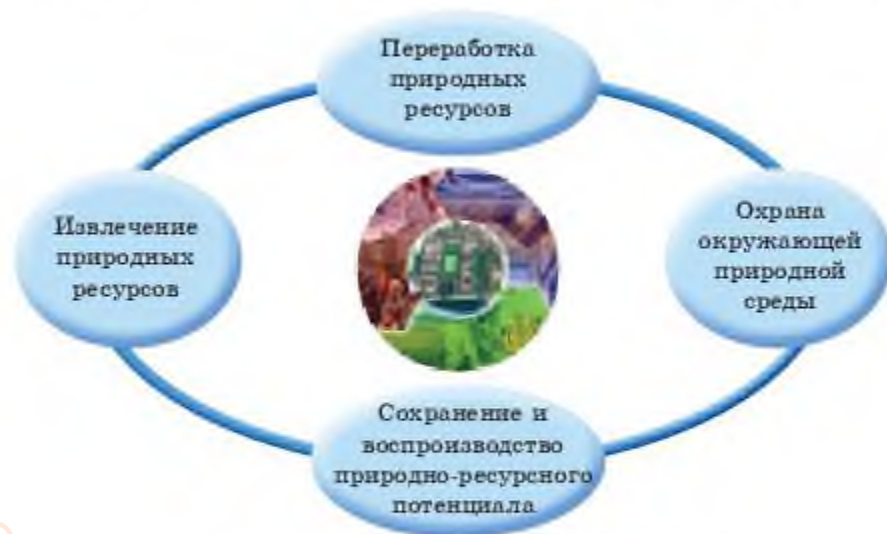 Переработка
природных
ресурсов
Извлечение
природных
ресурсов
Охрана
окружающей
природной
среды
Сохранение и
воспроизводство
природно-ресурсного
потенциала